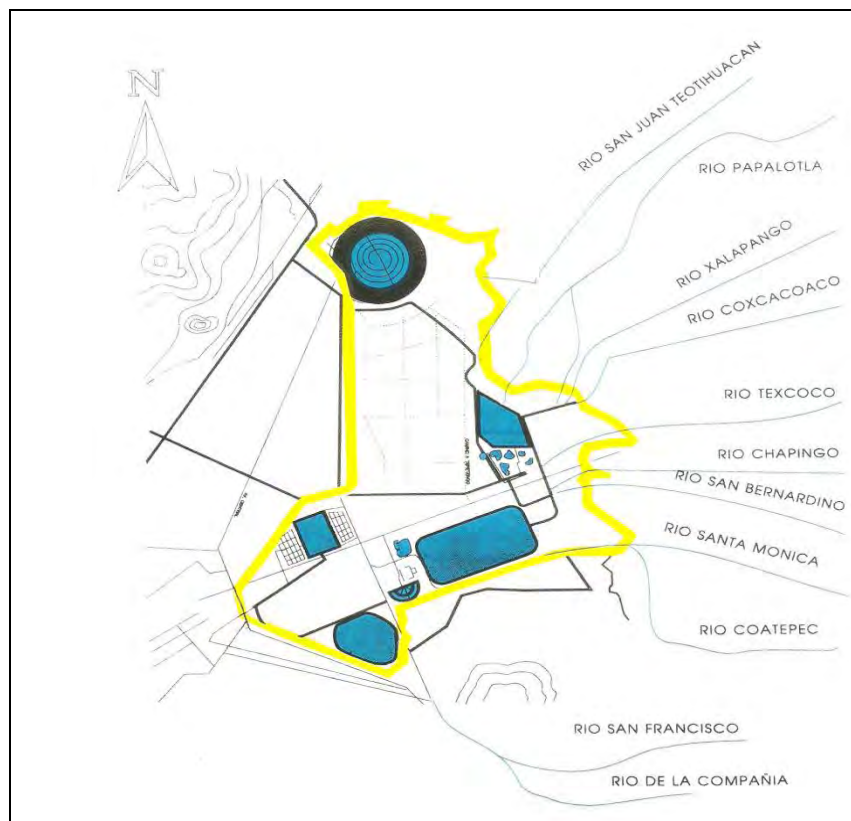 N
RIO SAN JUAN TEOTIHUACAN
RIO PAPALOTLA
RIO XALAPANGO
RIO COXCACOACO
RIO TEXCOCO
RIO CHAPINGO
RIO SAN BERNARDINO
RIO SANTA MONICA
RIO COATEPEC
RIO SAN FRANCISCO
RIO DE LA COMPAÑIA